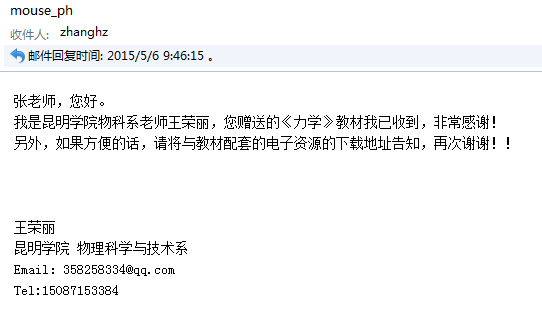 mouse_ph
收件人: zhanghz
邮件回复时间: 2015/5/6 9:46:15 。
张老师，您好。
我是昆明学院物科系老师王荣丽，您赠送的《力学》教材我已收到，非常感谢！
另外，如果方便的话，请将与教材配套的电子资源的下载地址告知，再次谢谢！！
王荣丽
昆明学院 物理科学与技术系
Email: 358258334@qq.com
Tel:15087153384